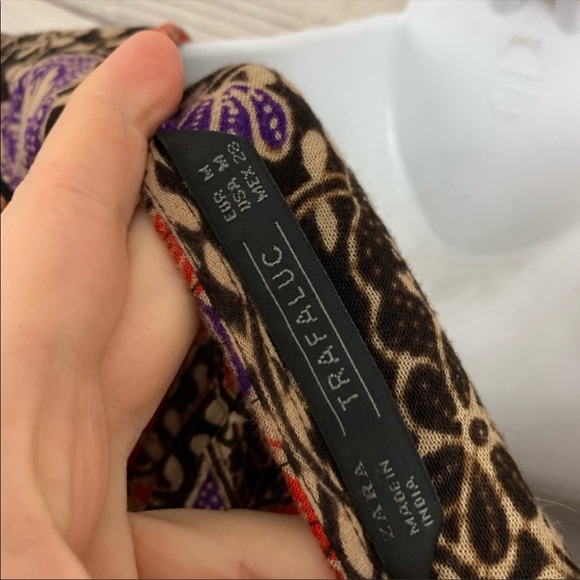 EUR M
USA M
MEX 28
TRAFALUC
ZARA
MADE IN
INDIA